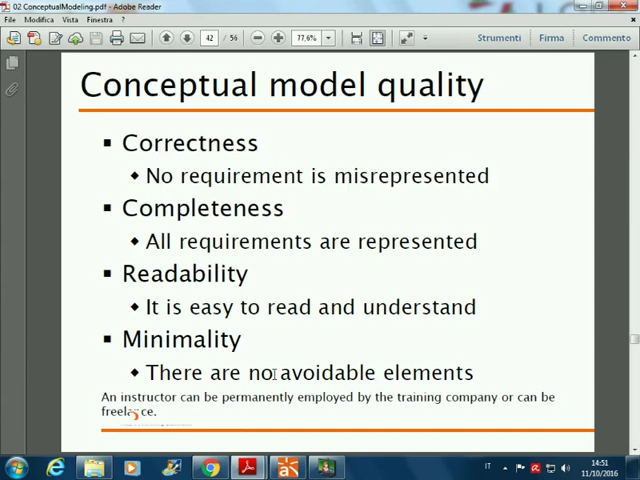 02 ConceptualModeling.pdf - Adobe Reader
File Modifica Vista Finestra ?
42 / 56 77,6% Strumenti Firma Commento
Conceptual model quality
▪ Correctness
◆ No requirement is misrepresented
▪ Completeness
◆ All requirements are represented
▪ Readability
◆ It is easy to read and understand
▪ Minimality
◆ There are no avoidable elements
An instructor can be permanently employed by the training company or can be
freelance.
IT 14:51
11/10/2016